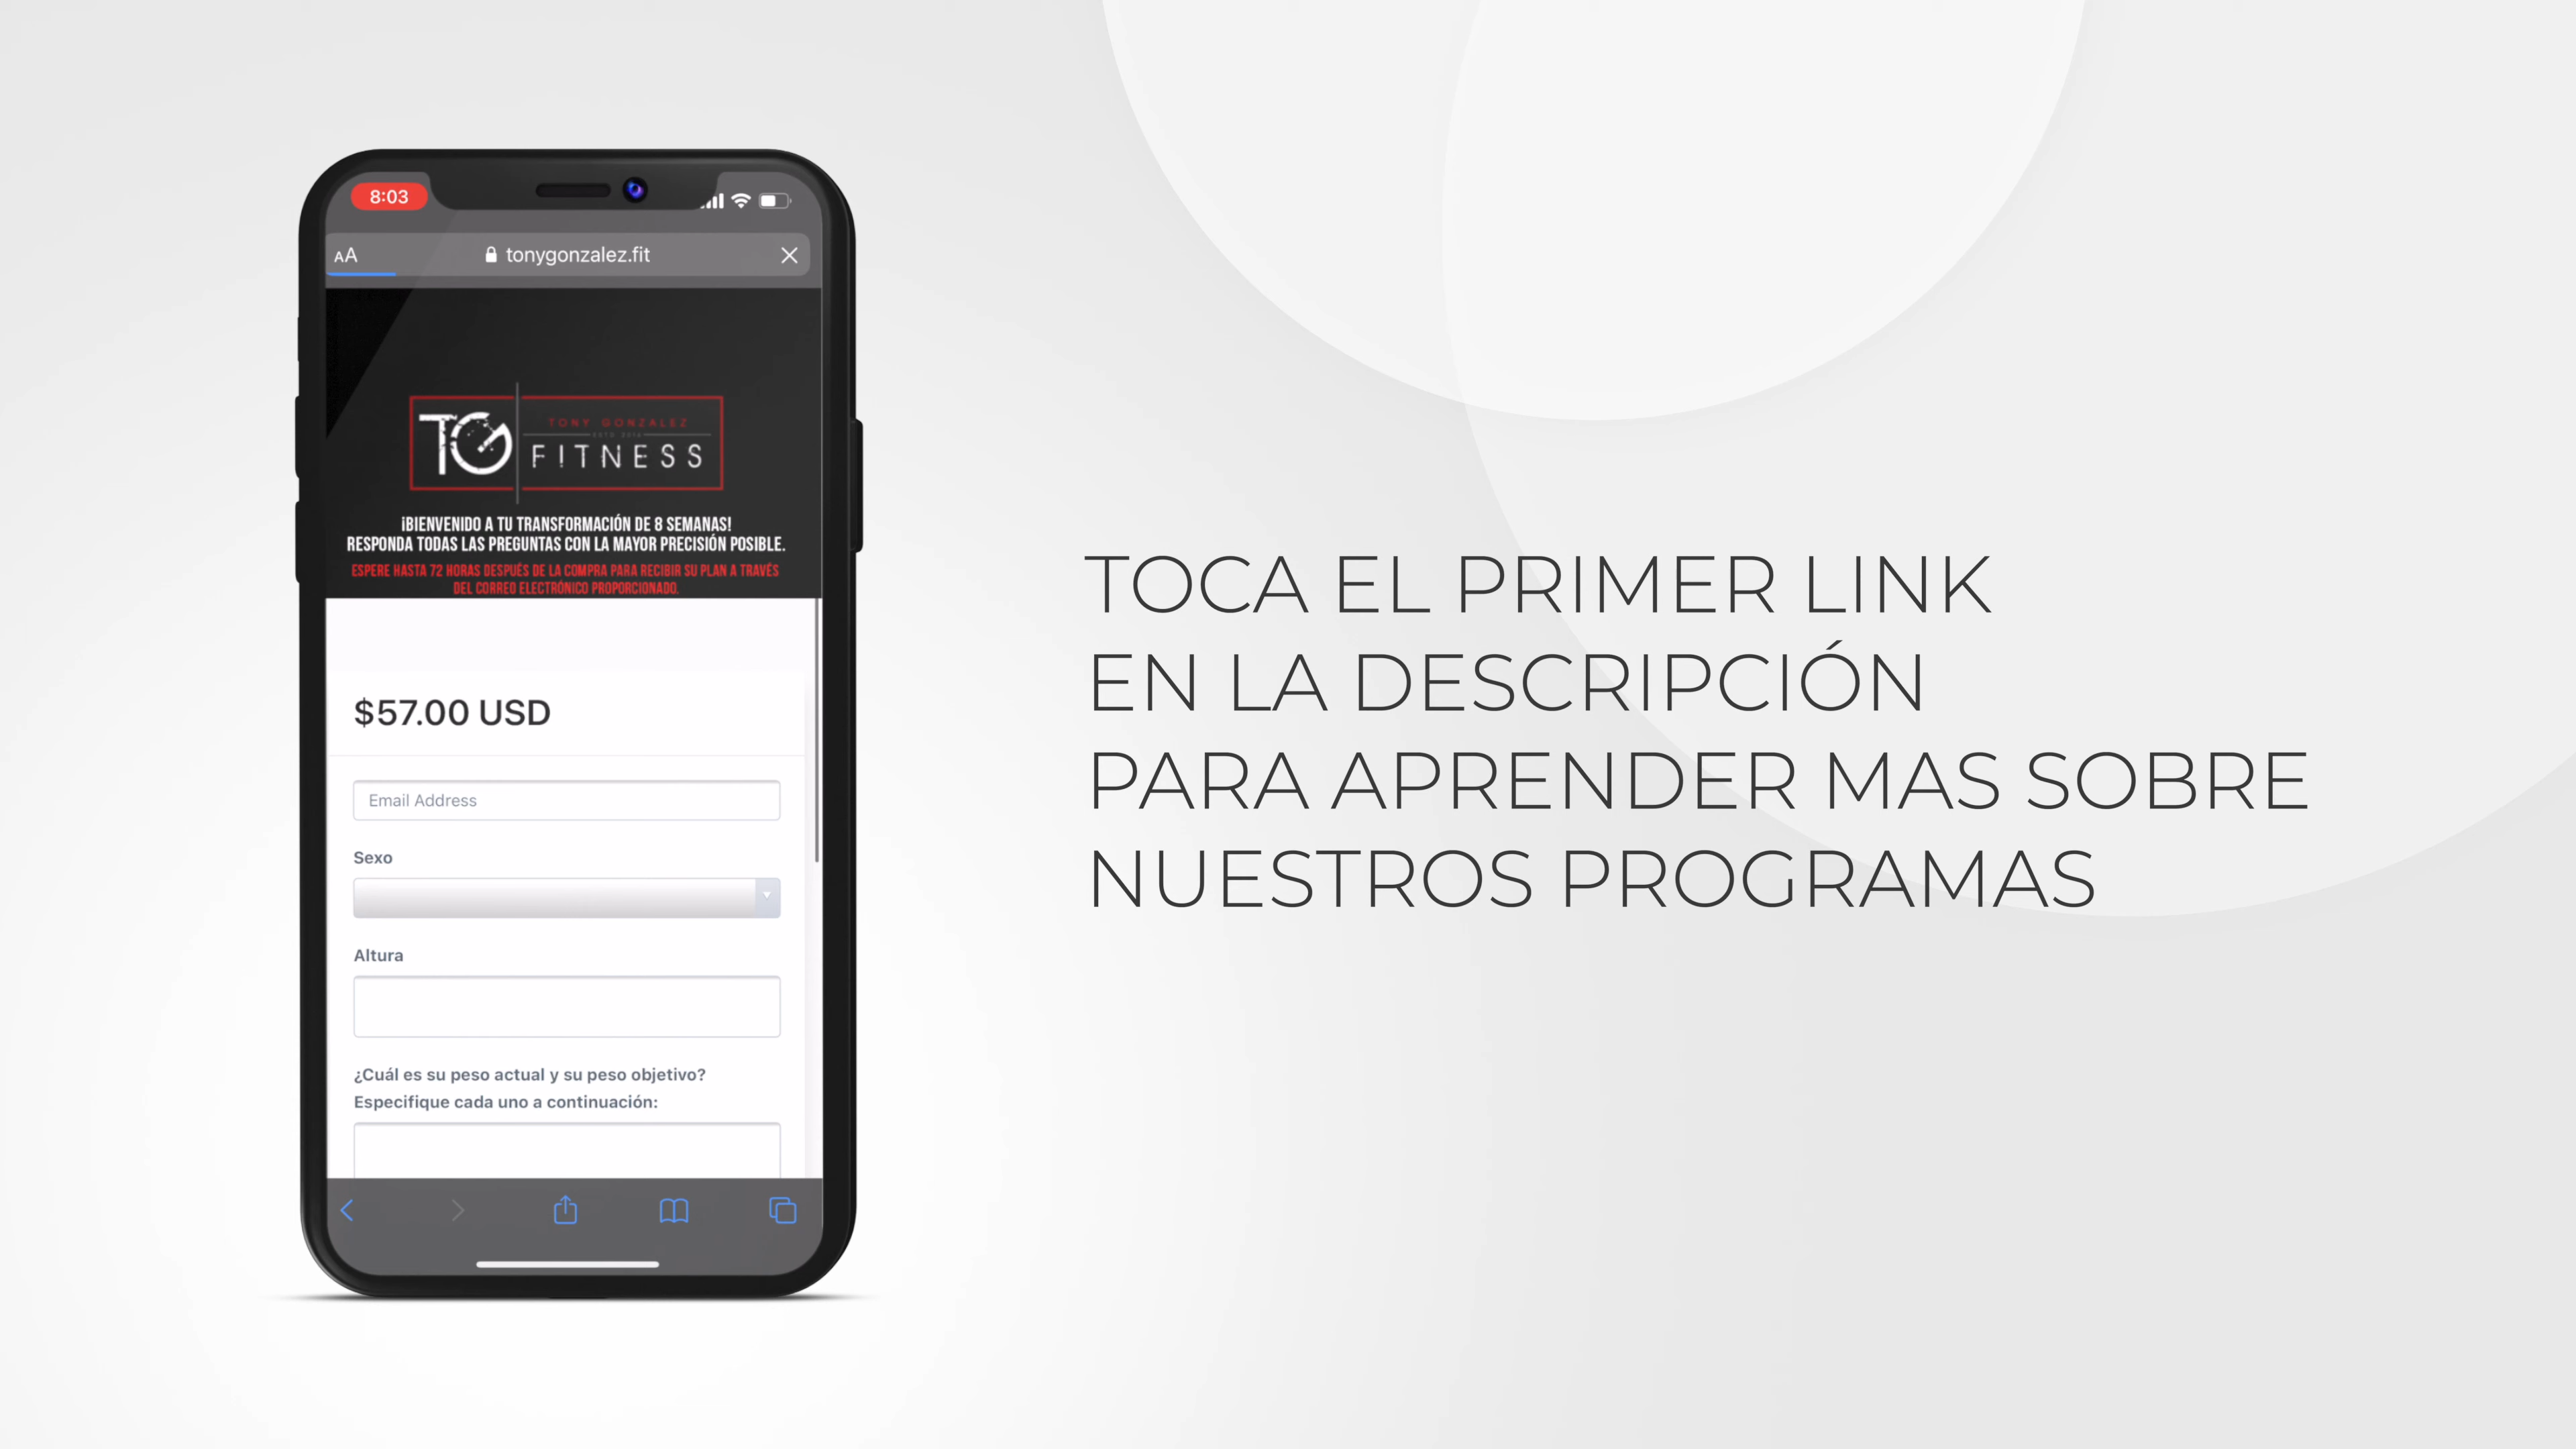 8:03
AA
tonygonzalez.fit
TG
TONY GONZALEZ
FITNESS
¡BIENVENIDO A TU TRANSFORMACIÓN DE 8 SEMANAS!
RESPONDA TODAS LAS PREGUNTAS CON LA MAYOR PRECISIÓN POSIBLE.
ESPERE HASTA 72 HORAS DESPUÉS DE LA COMPRA PARA RECIBIR SU PLAN A TRAVÉS
DEL CORREO ELECTRÓNICO PROPORCIONADO.
$57.00 USD
Email Address
Sexo
Altura
¿Cuál es su peso actual y su peso objetivo?
Especifique cada uno a continuación:
TOCA EL PRIMER LINK
EN LA DESCRIPCIÓN
PARA APRENDER MAS SOBRE
NUESTROS PROGRAMAS